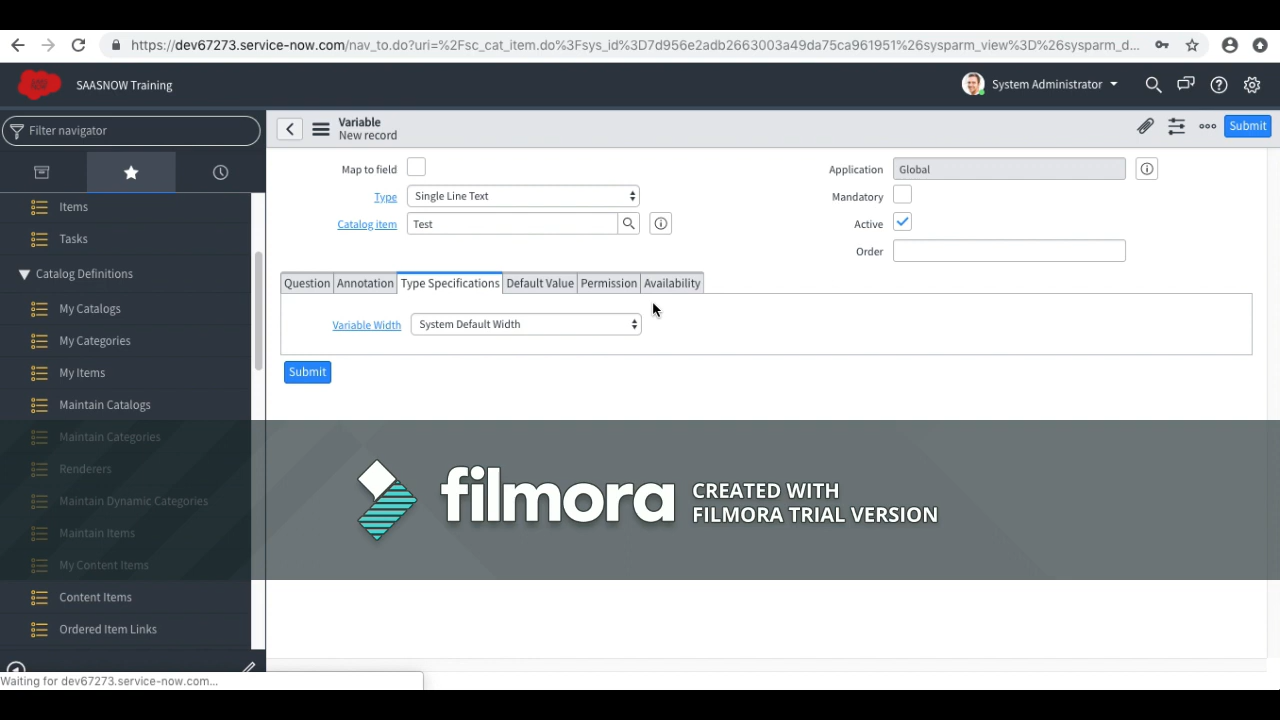 https://dev67273.service-now.com/nav_to.do?uri=%2Fsc_cat_item.do%3Fsys_id%3D7d956e2adb2663003a49da75ca961951%26sysparm_view%3D%26sysparm_d...
SAASNOW Training
System Administrator
Filter navigator
Variable
New record
Submit
Map to field
Application
Global
Type
Single Line Text
Mandatory
Catalog item
Test
Active
Order
Items
Tasks
Catalog Definitions
My Catalogs
My Categories
My Items
Maintain Catalogs
Maintain Categories
Renderers
Maintain Dynamic Categories
Maintain Items
My Content Items
Content Items
Ordered Item Links
Question
Annotation
Type Specifications
Default Value
Permission
Availability
Variable Width
System Default Width
Submit
filmora
CREATED WITH
FILMORA TRIAL VERSION
Waiting for dev67273.service-now.com...